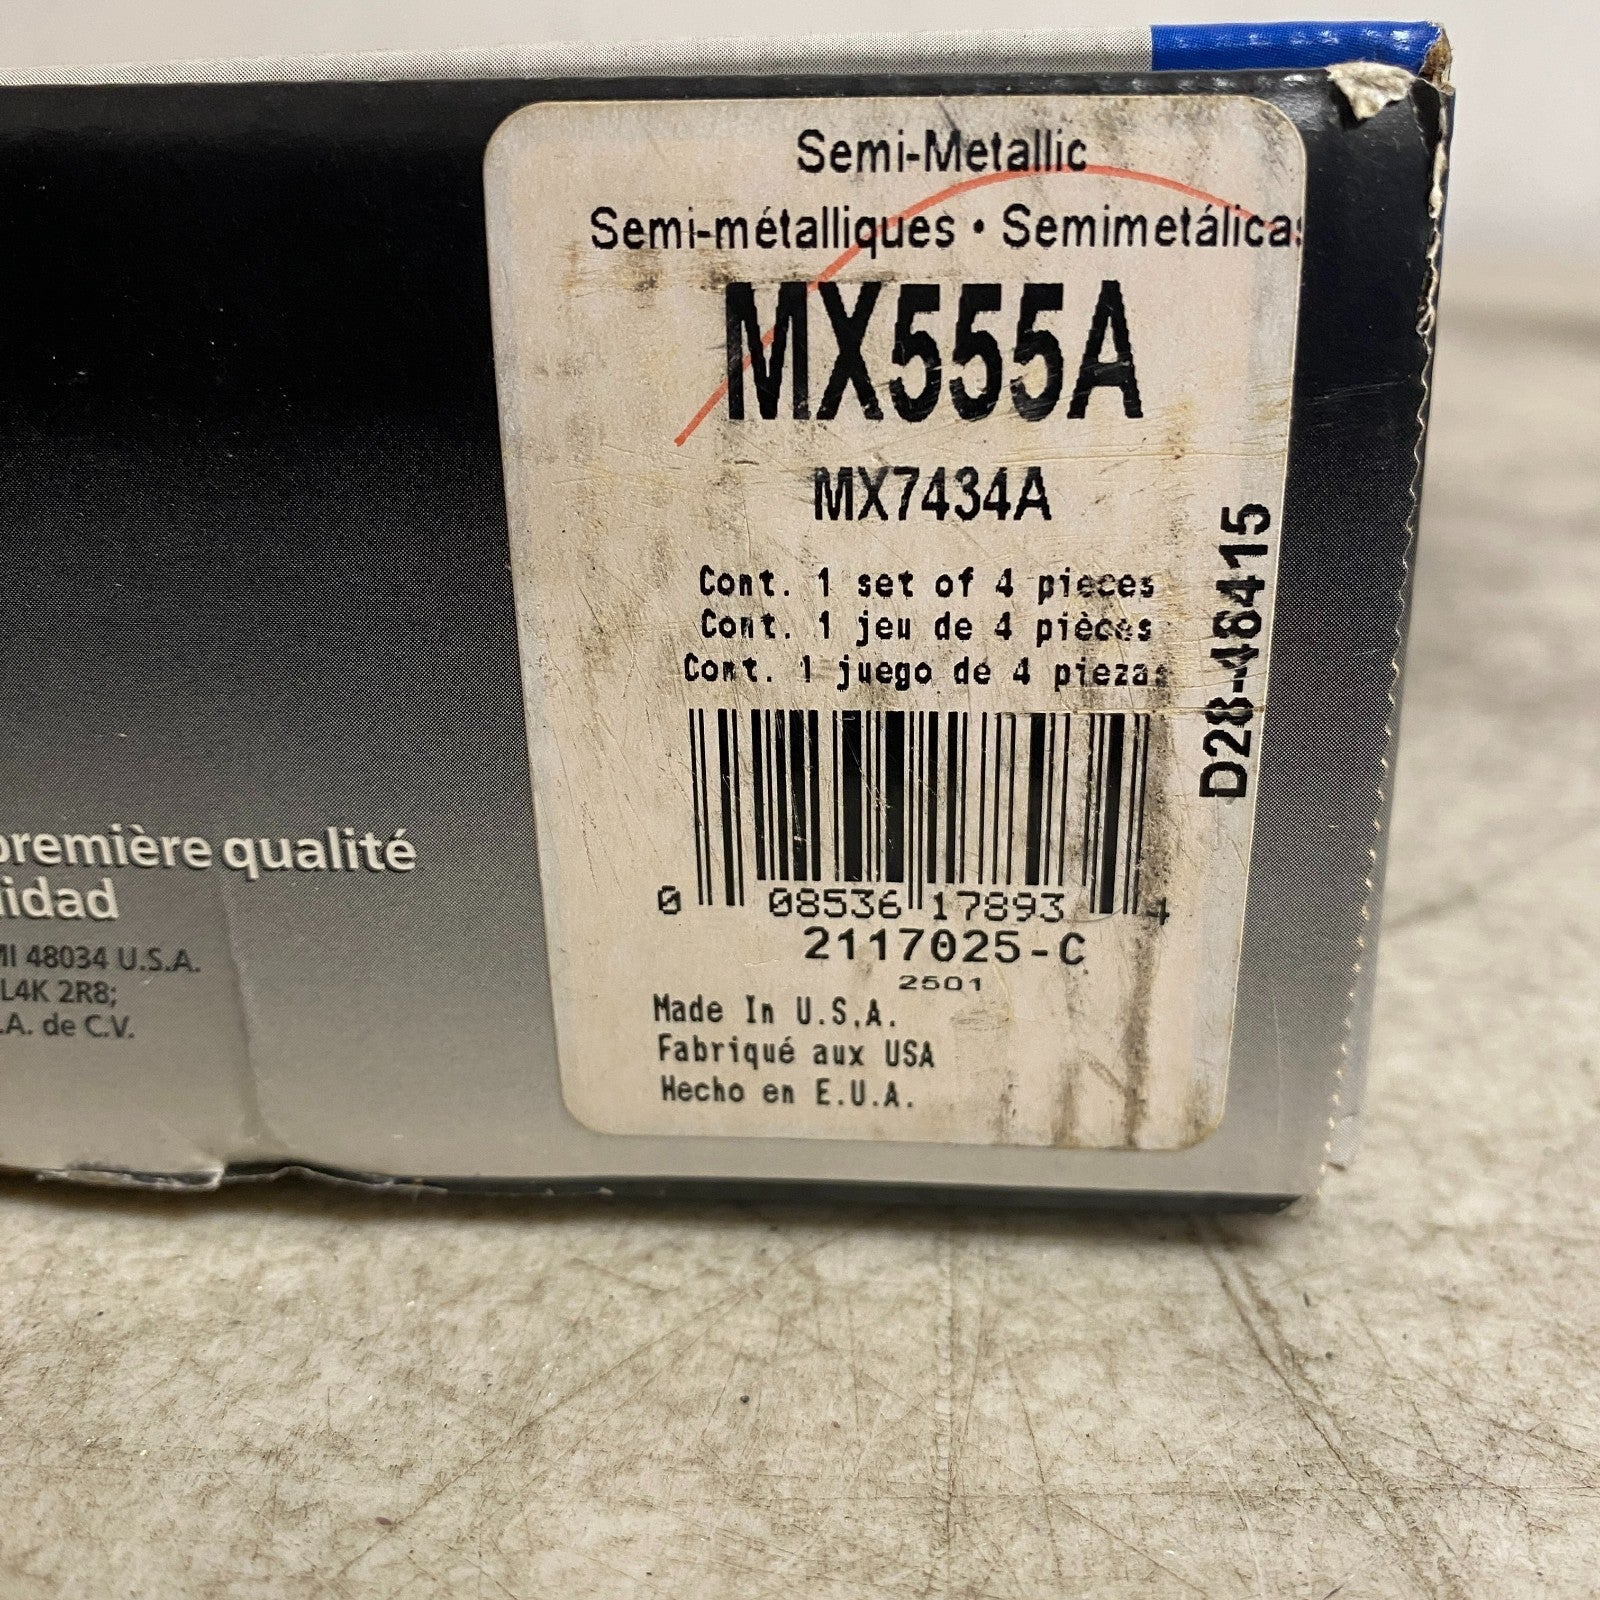 Semi-Metallic
Semi-métalliques • Semimetálicas
MX555A
MX7434A
Cont. 1 set of 4 pieces
Cont. 1 jeu de 4 pièces
Cont. 1 juego de 4 piezas
D28-48415
0 08536 17893 4
2117025-C
2501
Made In U.S.A.
Fabriqué aux USA
Hecho en E.U.A.
première qualité
lidad
MI 48034 U.S.A.
L4K 2R8;
.A. de C.V.